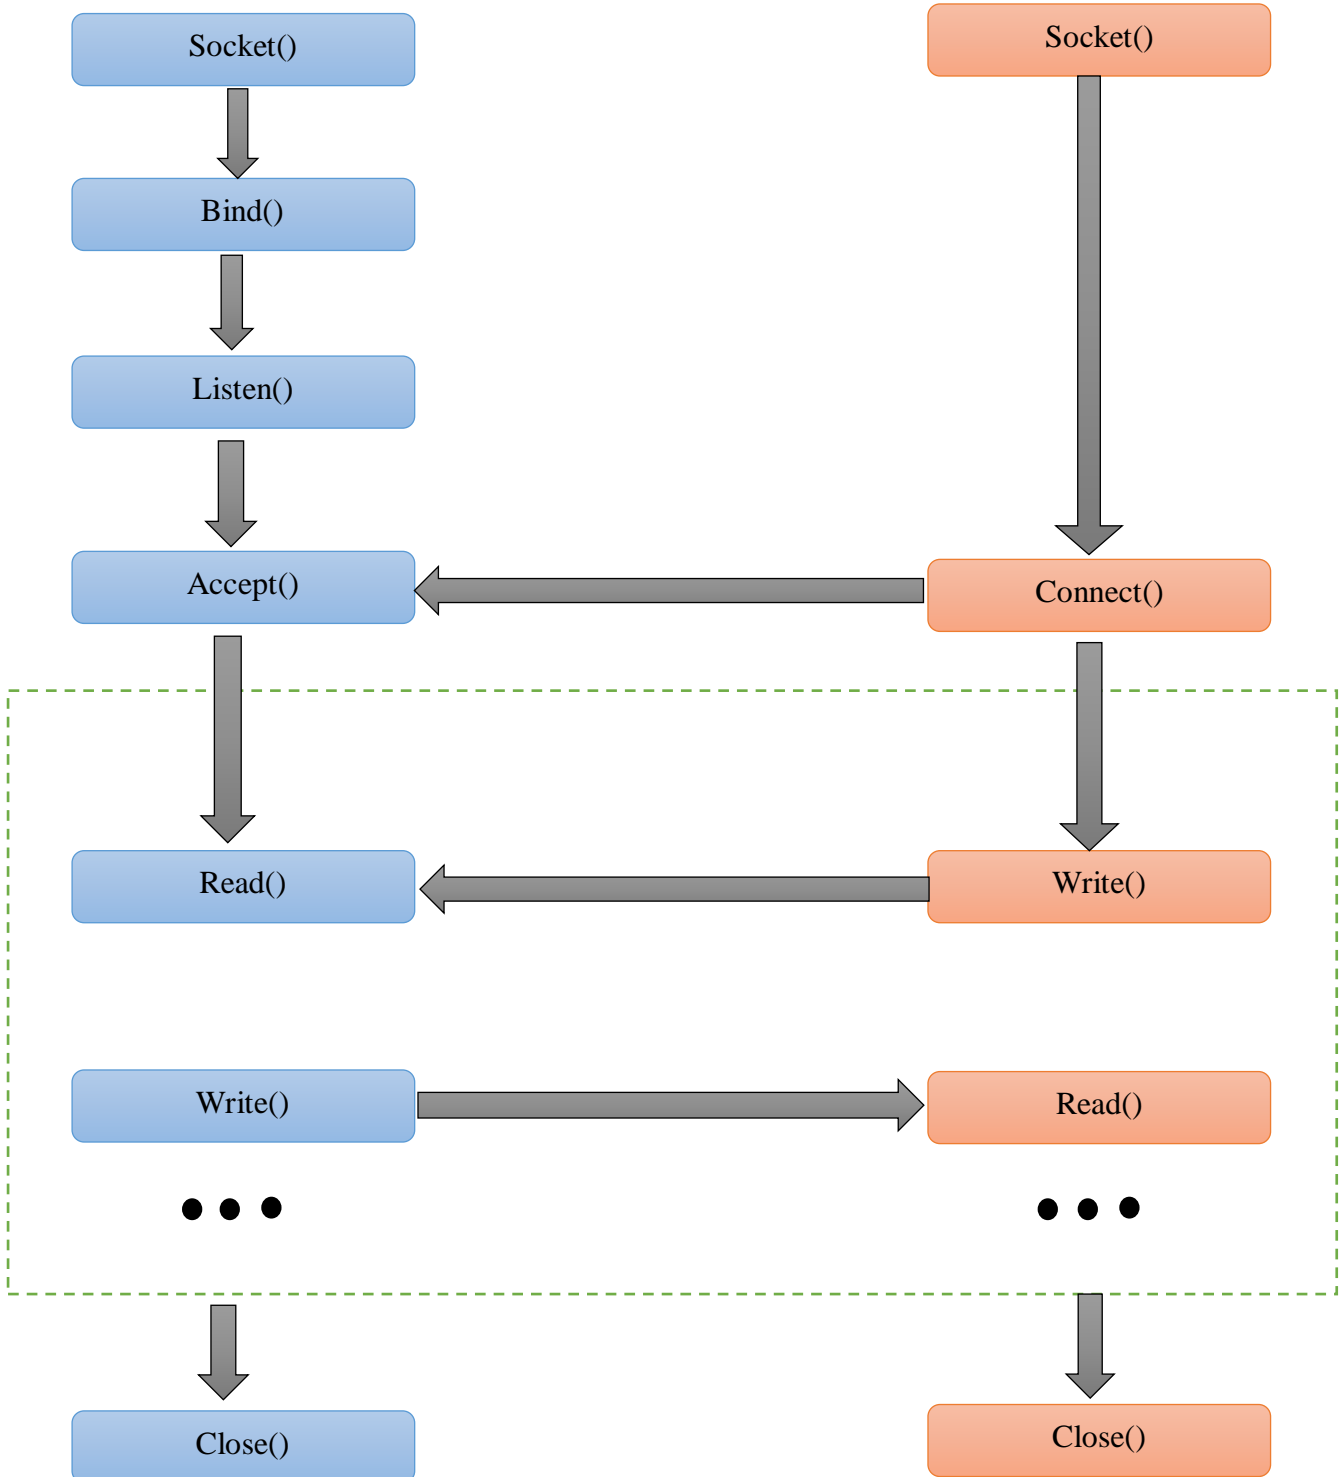 Socket()
Socket()
Bind()
Listen()
Accept()
Connect()
Read()
Write()
Write()
Read()
Close()
Close()